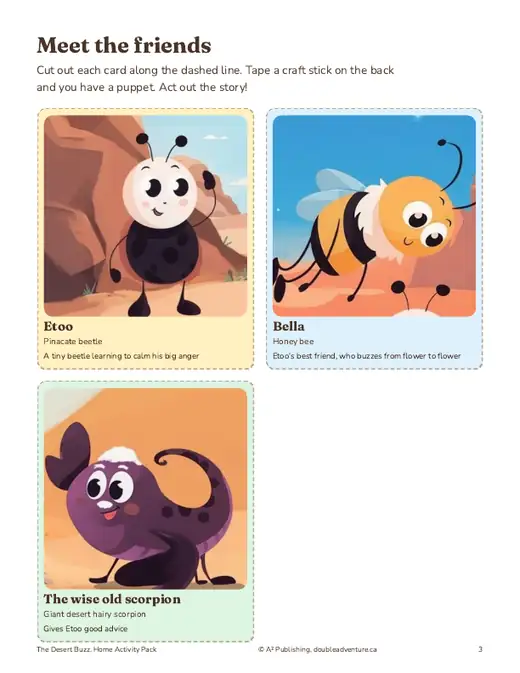 Meet the friends
Cut out each card along the dashed line. Tape a craft stick on the back
and you have a puppet. Act out the story!
Etoo
Pinacate beetle
A tiny beetle learning to calm his big anger
Bella
Honey bee
Etoo's best friend, who buzzes from flower to flower
The wise old scorpion
Giant desert hairy scorpion
Gives Etoo good advice
The Desert Buzz. Home Activity Pack
© A² Publishing, doubleadventure.ca
3